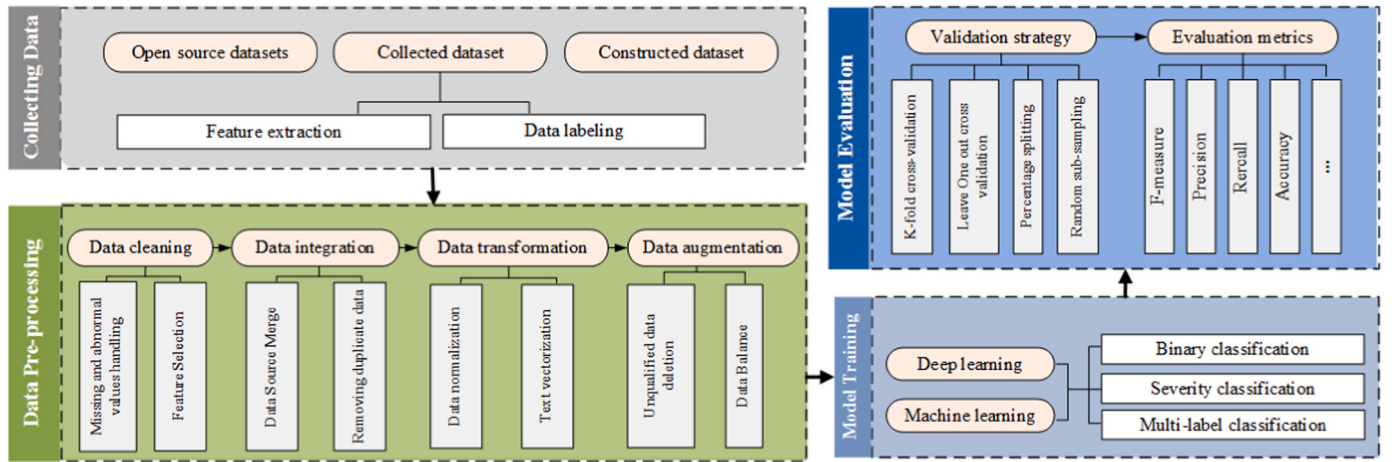 Collecting Data
Open source datasets
Collected dataset
Constructed dataset
Feature extraction
Data labeling
Data Pre-processing
Data cleaning
Data integration
Data transformation
Data augmentation
Missing and abnormal
values handling
Feature Selection
Data Source Merge
Removing duplicate data
Data normalization
Text vectorization
Unqualified data
deletion
Data Balance
Model Evaluation
Validation strategy
Evaluation metrics
K-fold cross-validation
Leave One out cross
validation
Percentage splitting
Random sub-sampling
F-measure
Precision
Rercall
Accuracy
...
Model Training
Deep learning
Machine learning
Binary classification
Severity classification
Multi-label classification